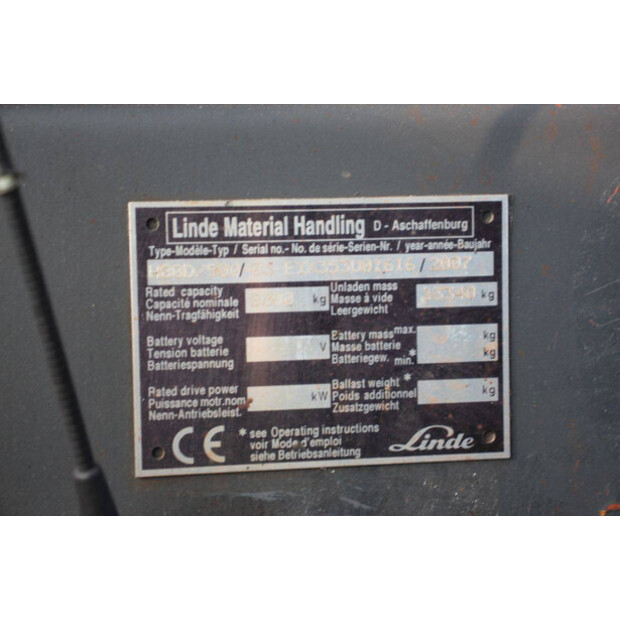 Linde Material Handling D - Aschaffenburg
Type-Modèle-Typ / Serial no.- No. de série-Serien-Nr. / year-année-Baujahr
/ 2007
Rated capacity
Capacité nominale kg
Nenn-Tragfähigkeit
Unladen mass
Masse à vide kg
Leergewicht
Battery voltage
Tension batterie V
Batteriespannung
Battery mass max. kg
Masse batterie
Batteriegew. * min. kg
Rated drive power
Puissance motr.nom kW
Nenn-Antriebsleist.
Ballast weight *
Poids additionnel kg
Zusatzgewicht
CE
* see Operating instructions
voir Mode d'emploi
siehe Betriebsanleitung
Linde